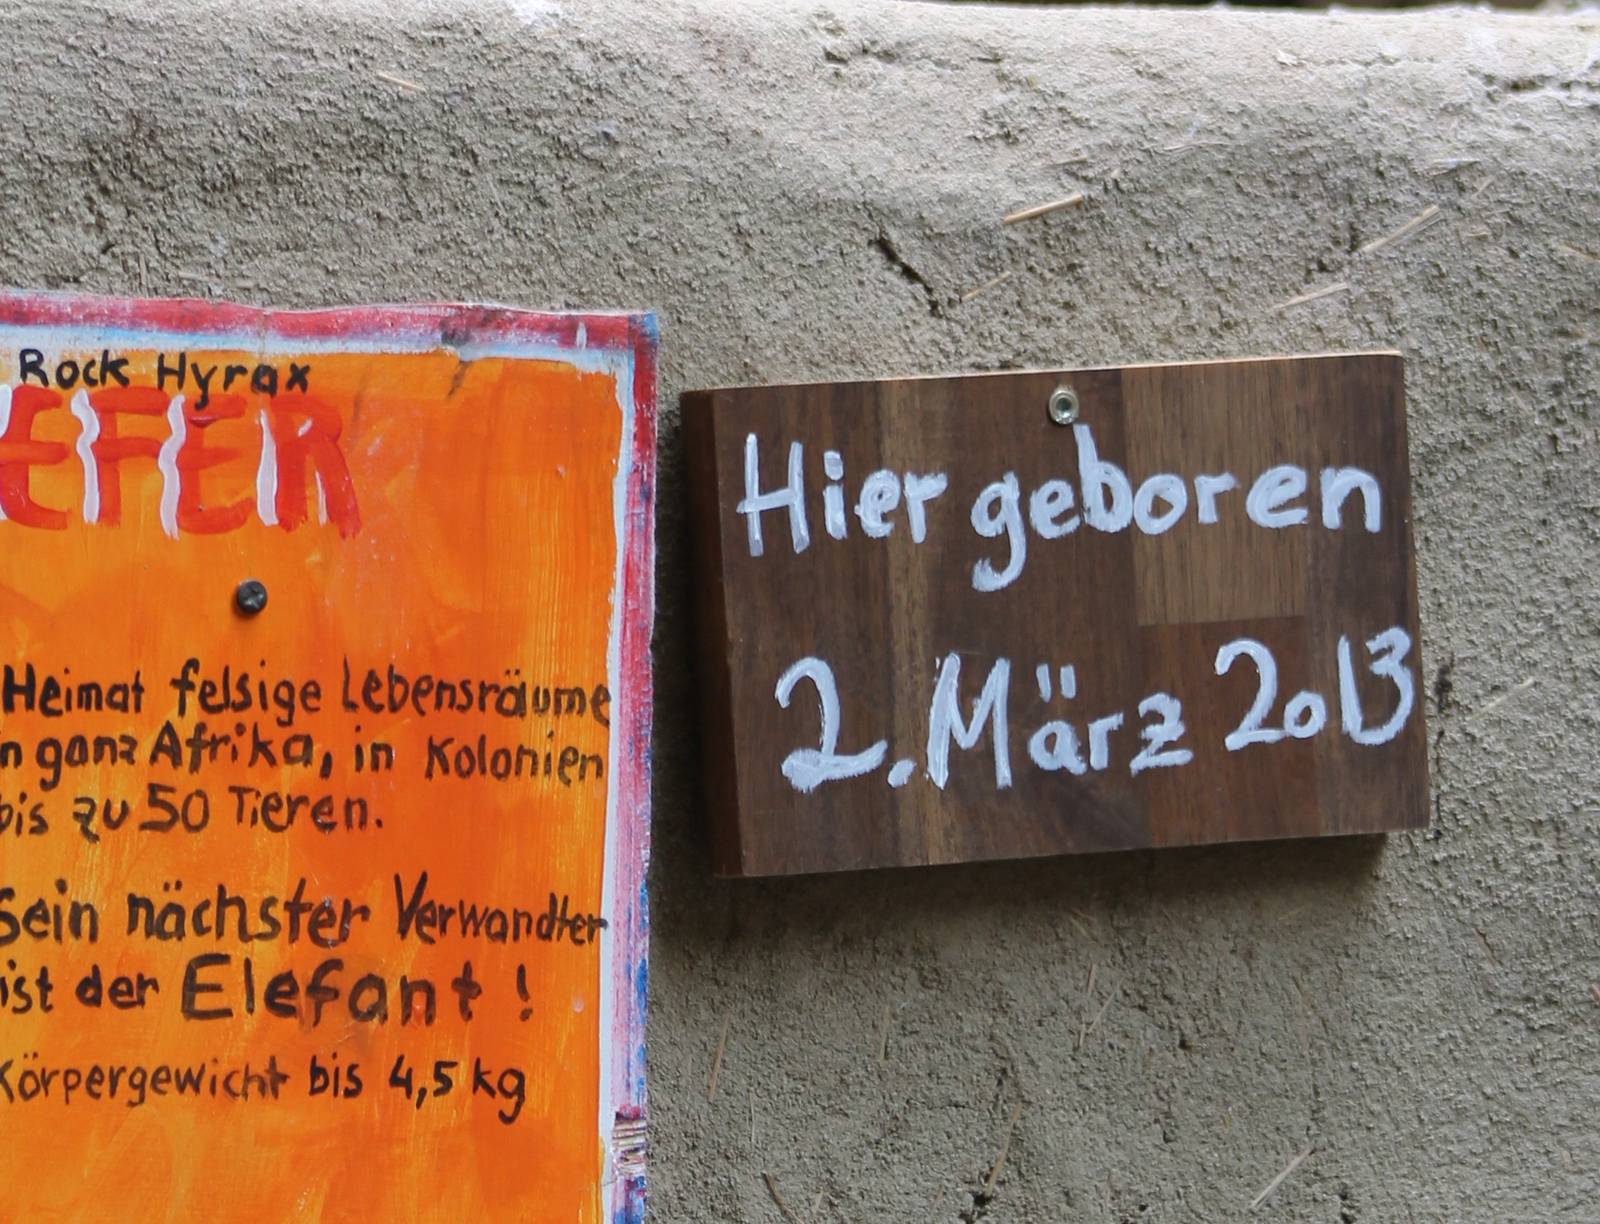 Rock Hyrax
EFER
Heimat felsige Lebensräume
n ganz Afrika, in Kolonien
bis zu 50 Tieren.
Sein nächster Verwandter
ist der Elefant!
Körpergewicht bis 4,5 kg
Hier geboren
2. März 2013